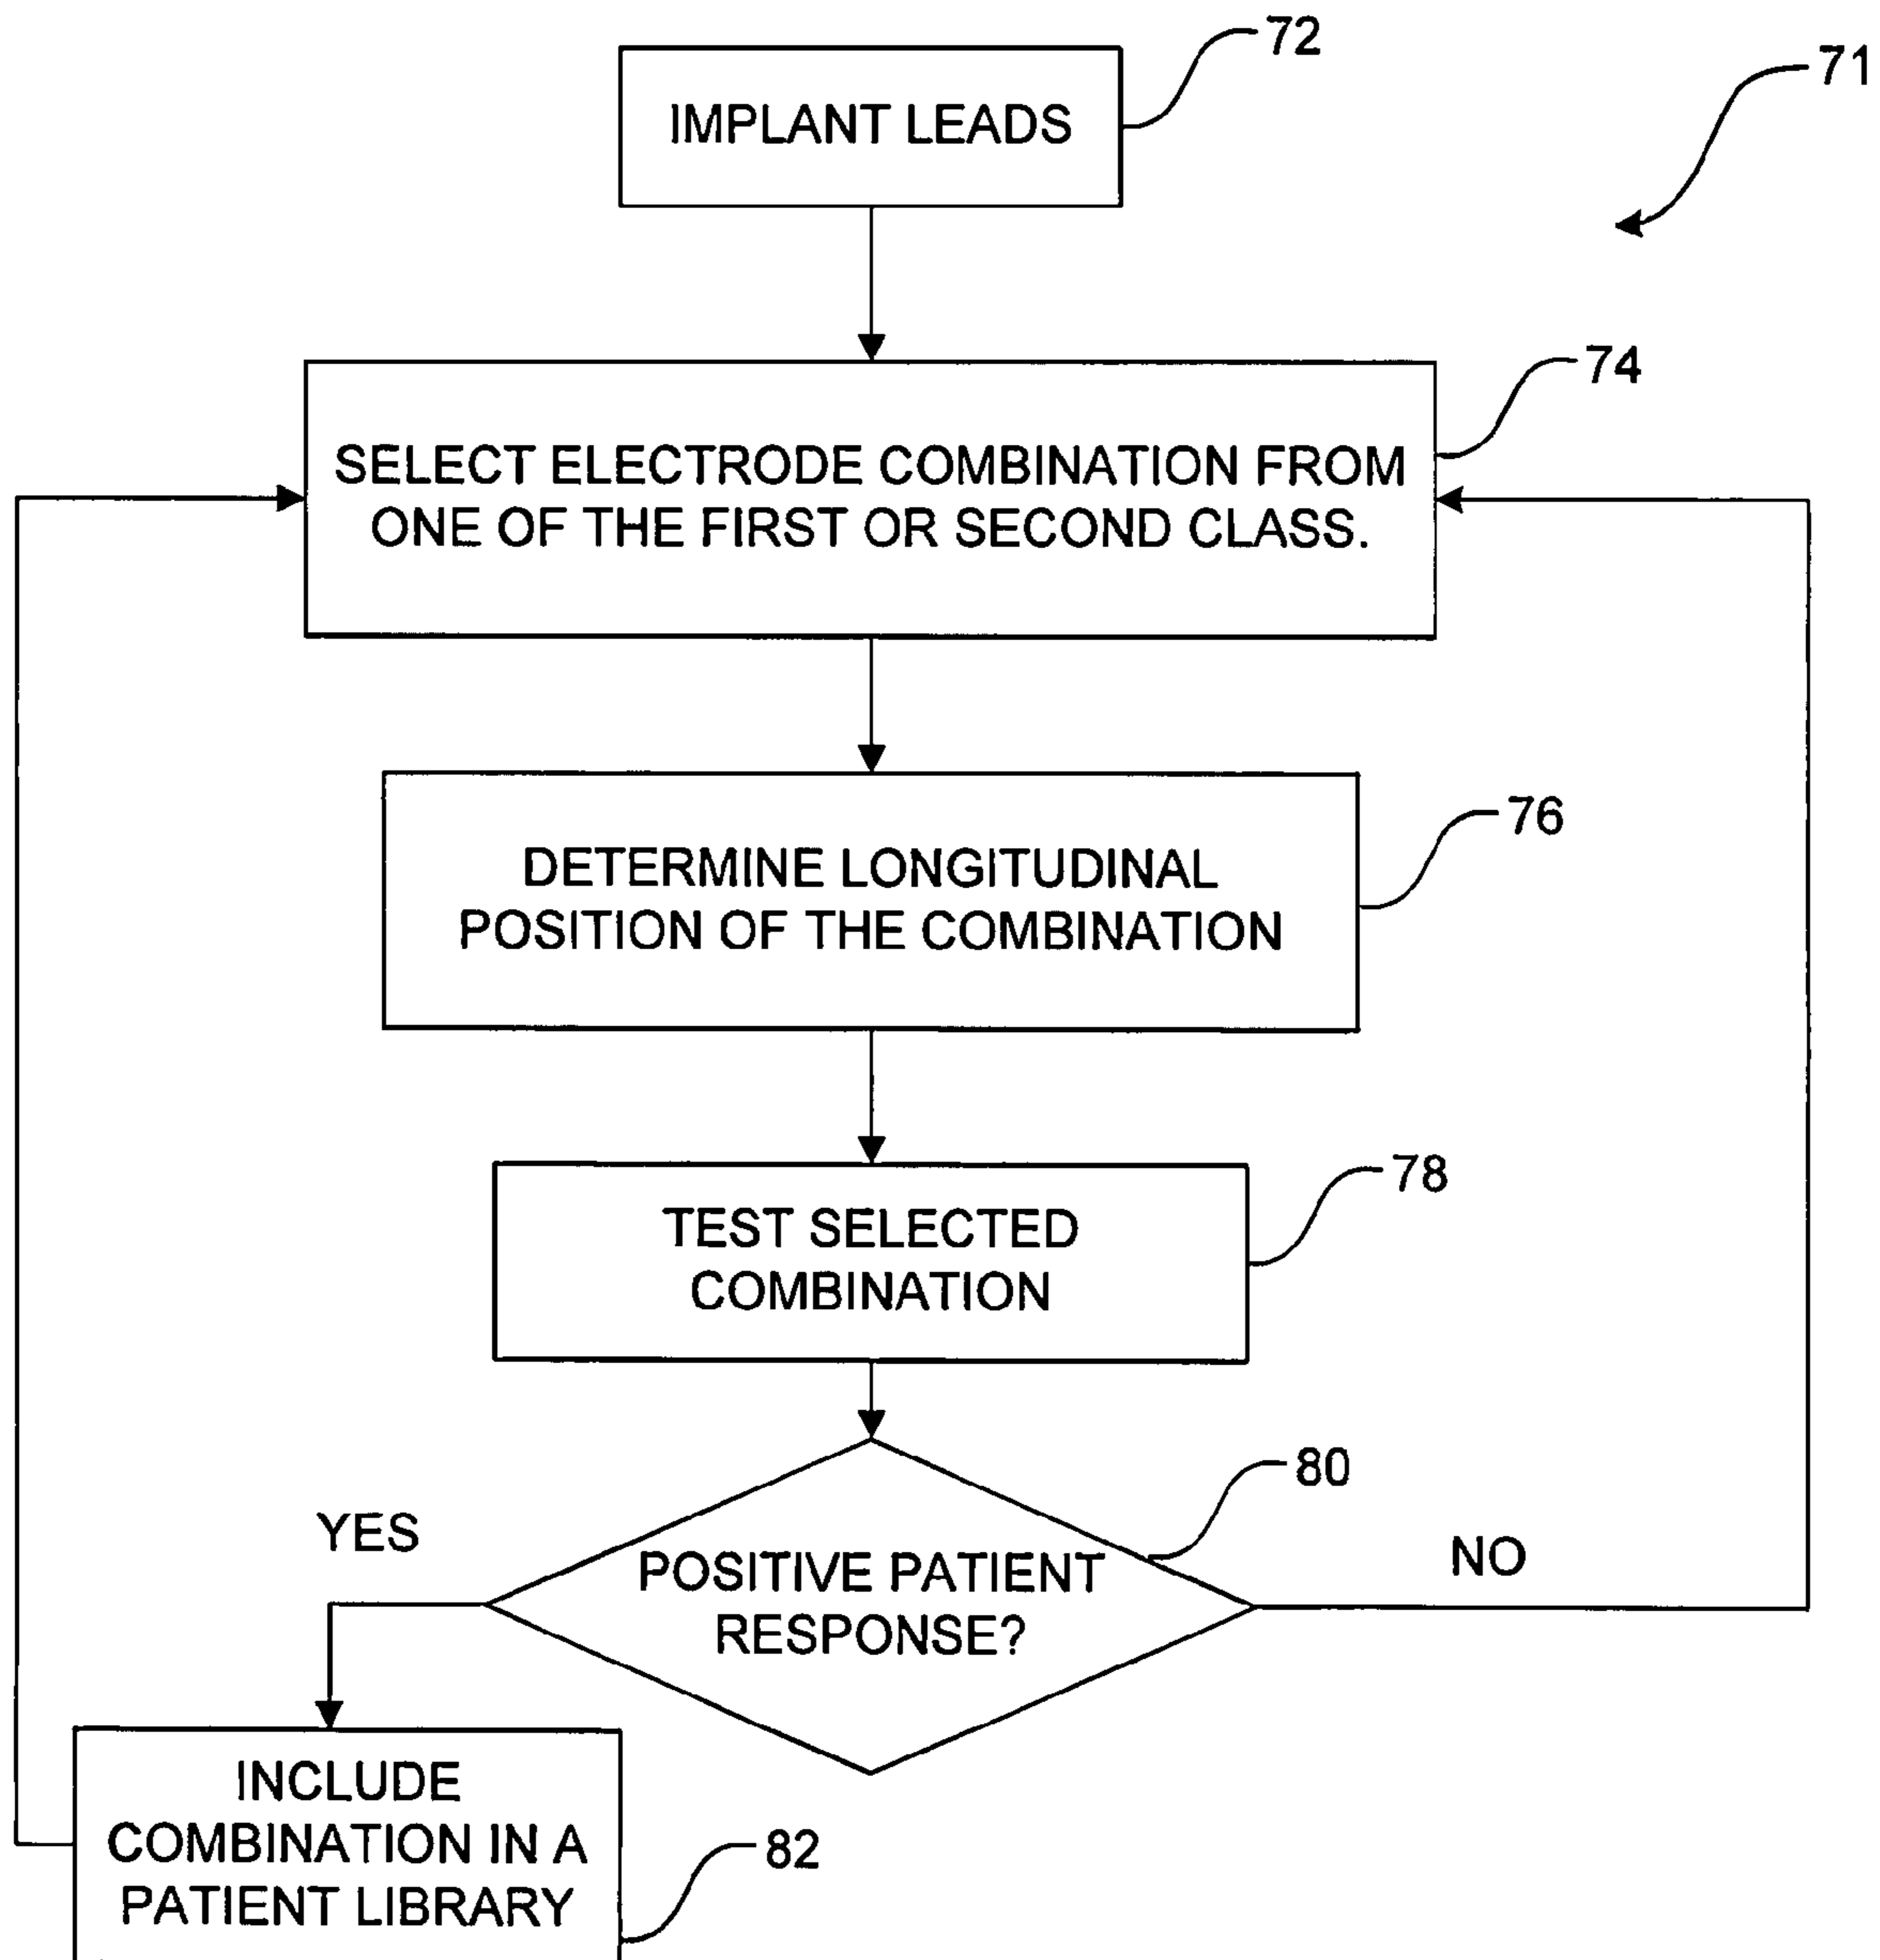 72
71
IMPLANT LEADS
74
SELECT ELECTRODE COMBINATION FROM
ONE OF THE FIRST OR SECOND CLASS.
76
DETERMINE LONGITUDINAL
POSITION OF THE COMBINATION
78
TEST SELECTED
COMBINATION
80
YES
NO
POSITIVE PATIENT
RESPONSE?
INCLUDE
COMBINATION IN A
PATIENT LIBRARY
82